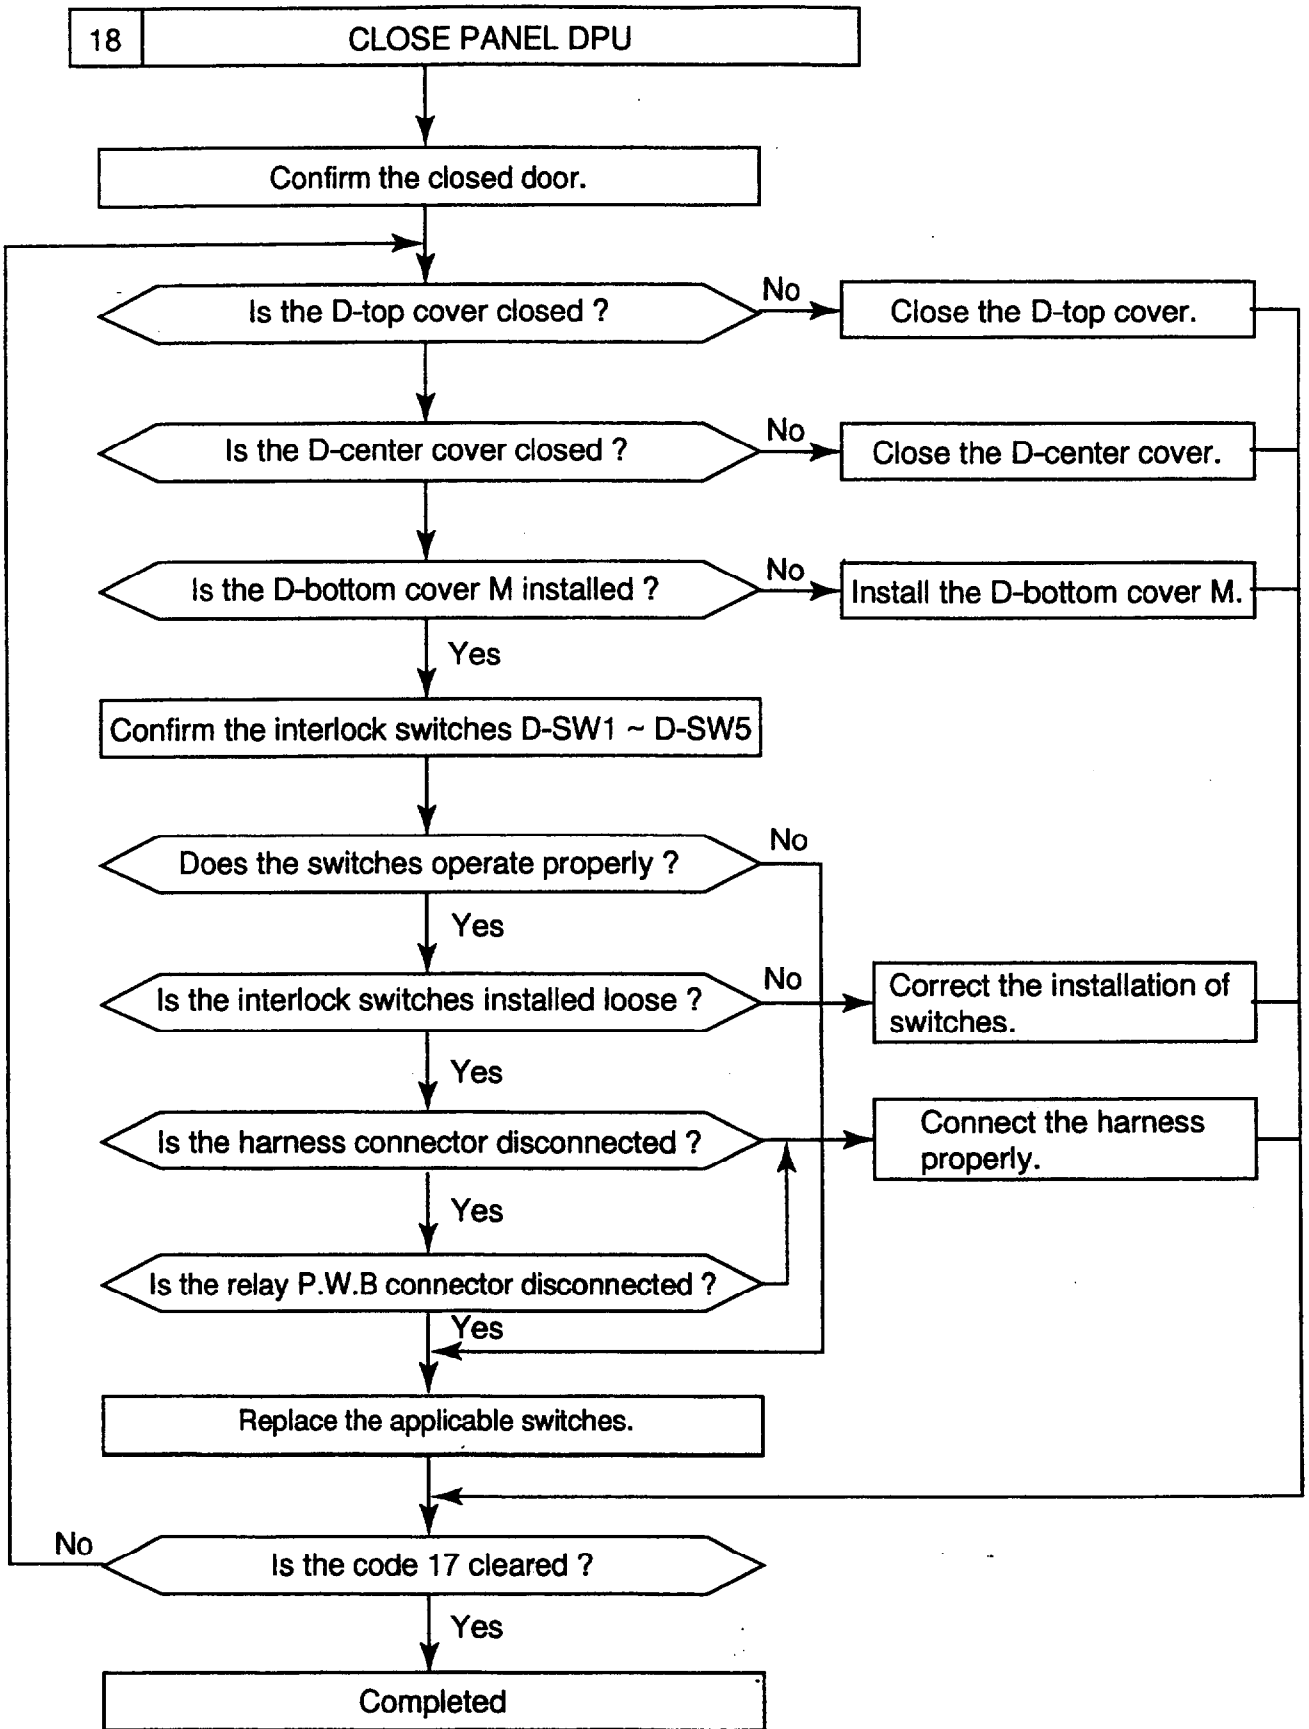 18 CLOSE PANEL DPU
Confirm the closed door.
Is the D-top cover closed ?
No
Close the D-top cover.
Is the D-center cover closed ?
No
Close the D-center cover.
Is the D-bottom cover M installed ?
No
Install the D-bottom cover M.
Yes
Confirm the interlock switches D-SW1 ~ D-SW5
Does the switches operate properly ?
No
Yes
Is the interlock switches installed loose ?
No
Correct the installation of
switches.
Yes
Is the harness connector disconnected ?
Connect the harness
properly.
Yes
Is the relay P.W.B connector disconnected ?
Yes
Replace the applicable switches.
Is the code 17 cleared ?
No
Yes
Completed